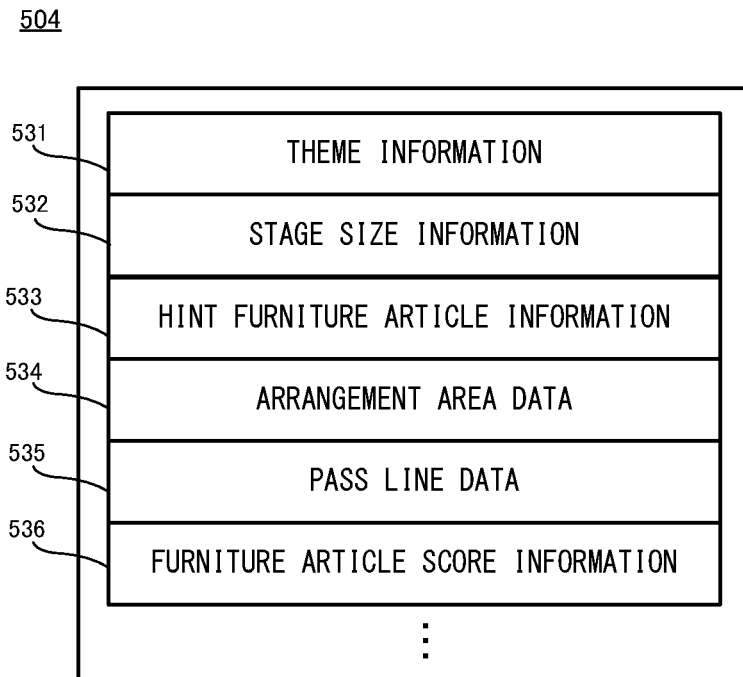 504
531
THEME INFORMATION
532
STAGE SIZE INFORMATION
533
HINT FURNITURE ARTICLE INFORMATION
534
ARRANGEMENT AREA DATA
535
PASS LINE DATA
536
FURNITURE ARTICLE SCORE INFORMATION
⋮